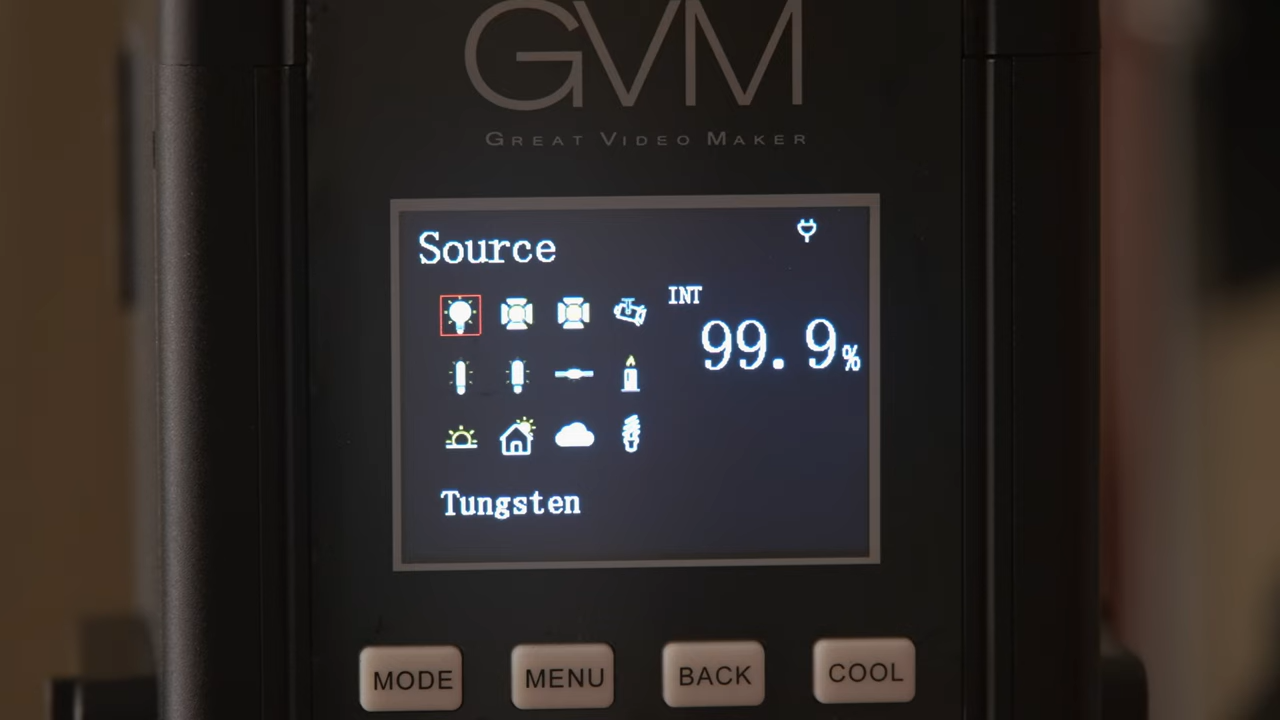 GVM
GREAT VIDEO MAKER
Source
INT
99.9%
Tungsten
MODE MENU BACK COOL